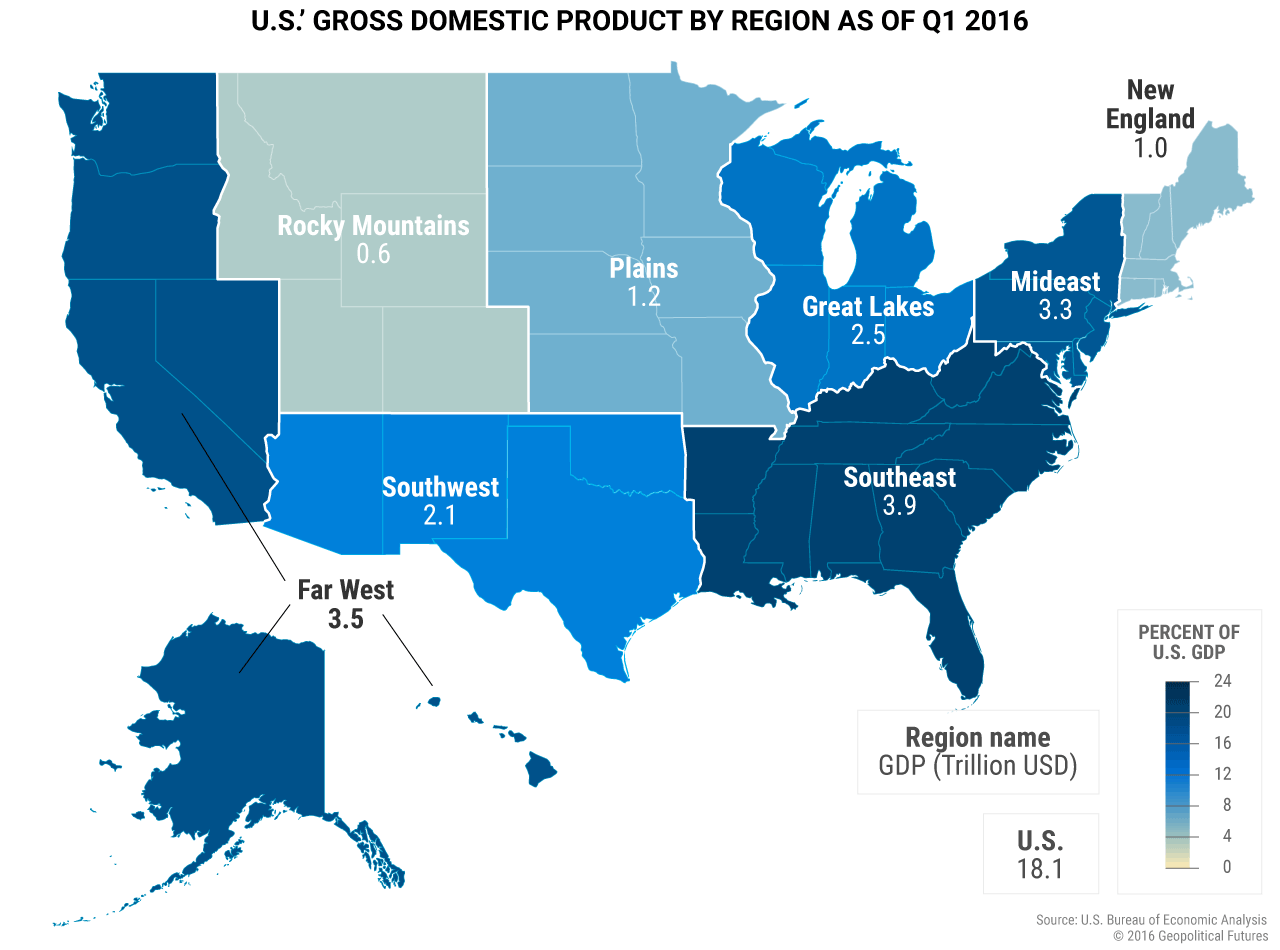 U.S.’ GROSS DOMESTIC PRODUCT BY REGION AS OF Q1 2016
New
England
1.0
Rocky Mountains
0.6
Plains
1.2
Great Lakes
2.5
Mideast
3.3
Southwest
2.1
Southeast
3.9
Far West
3.5
PERCENT OF
U.S. GDP
24
20
16
12
8
4
0
Region name
GDP (Trillion USD)
U.S.
18.1
Source: U.S. Bureau of Economic Analysis
© 2016 Geopolitical Futures